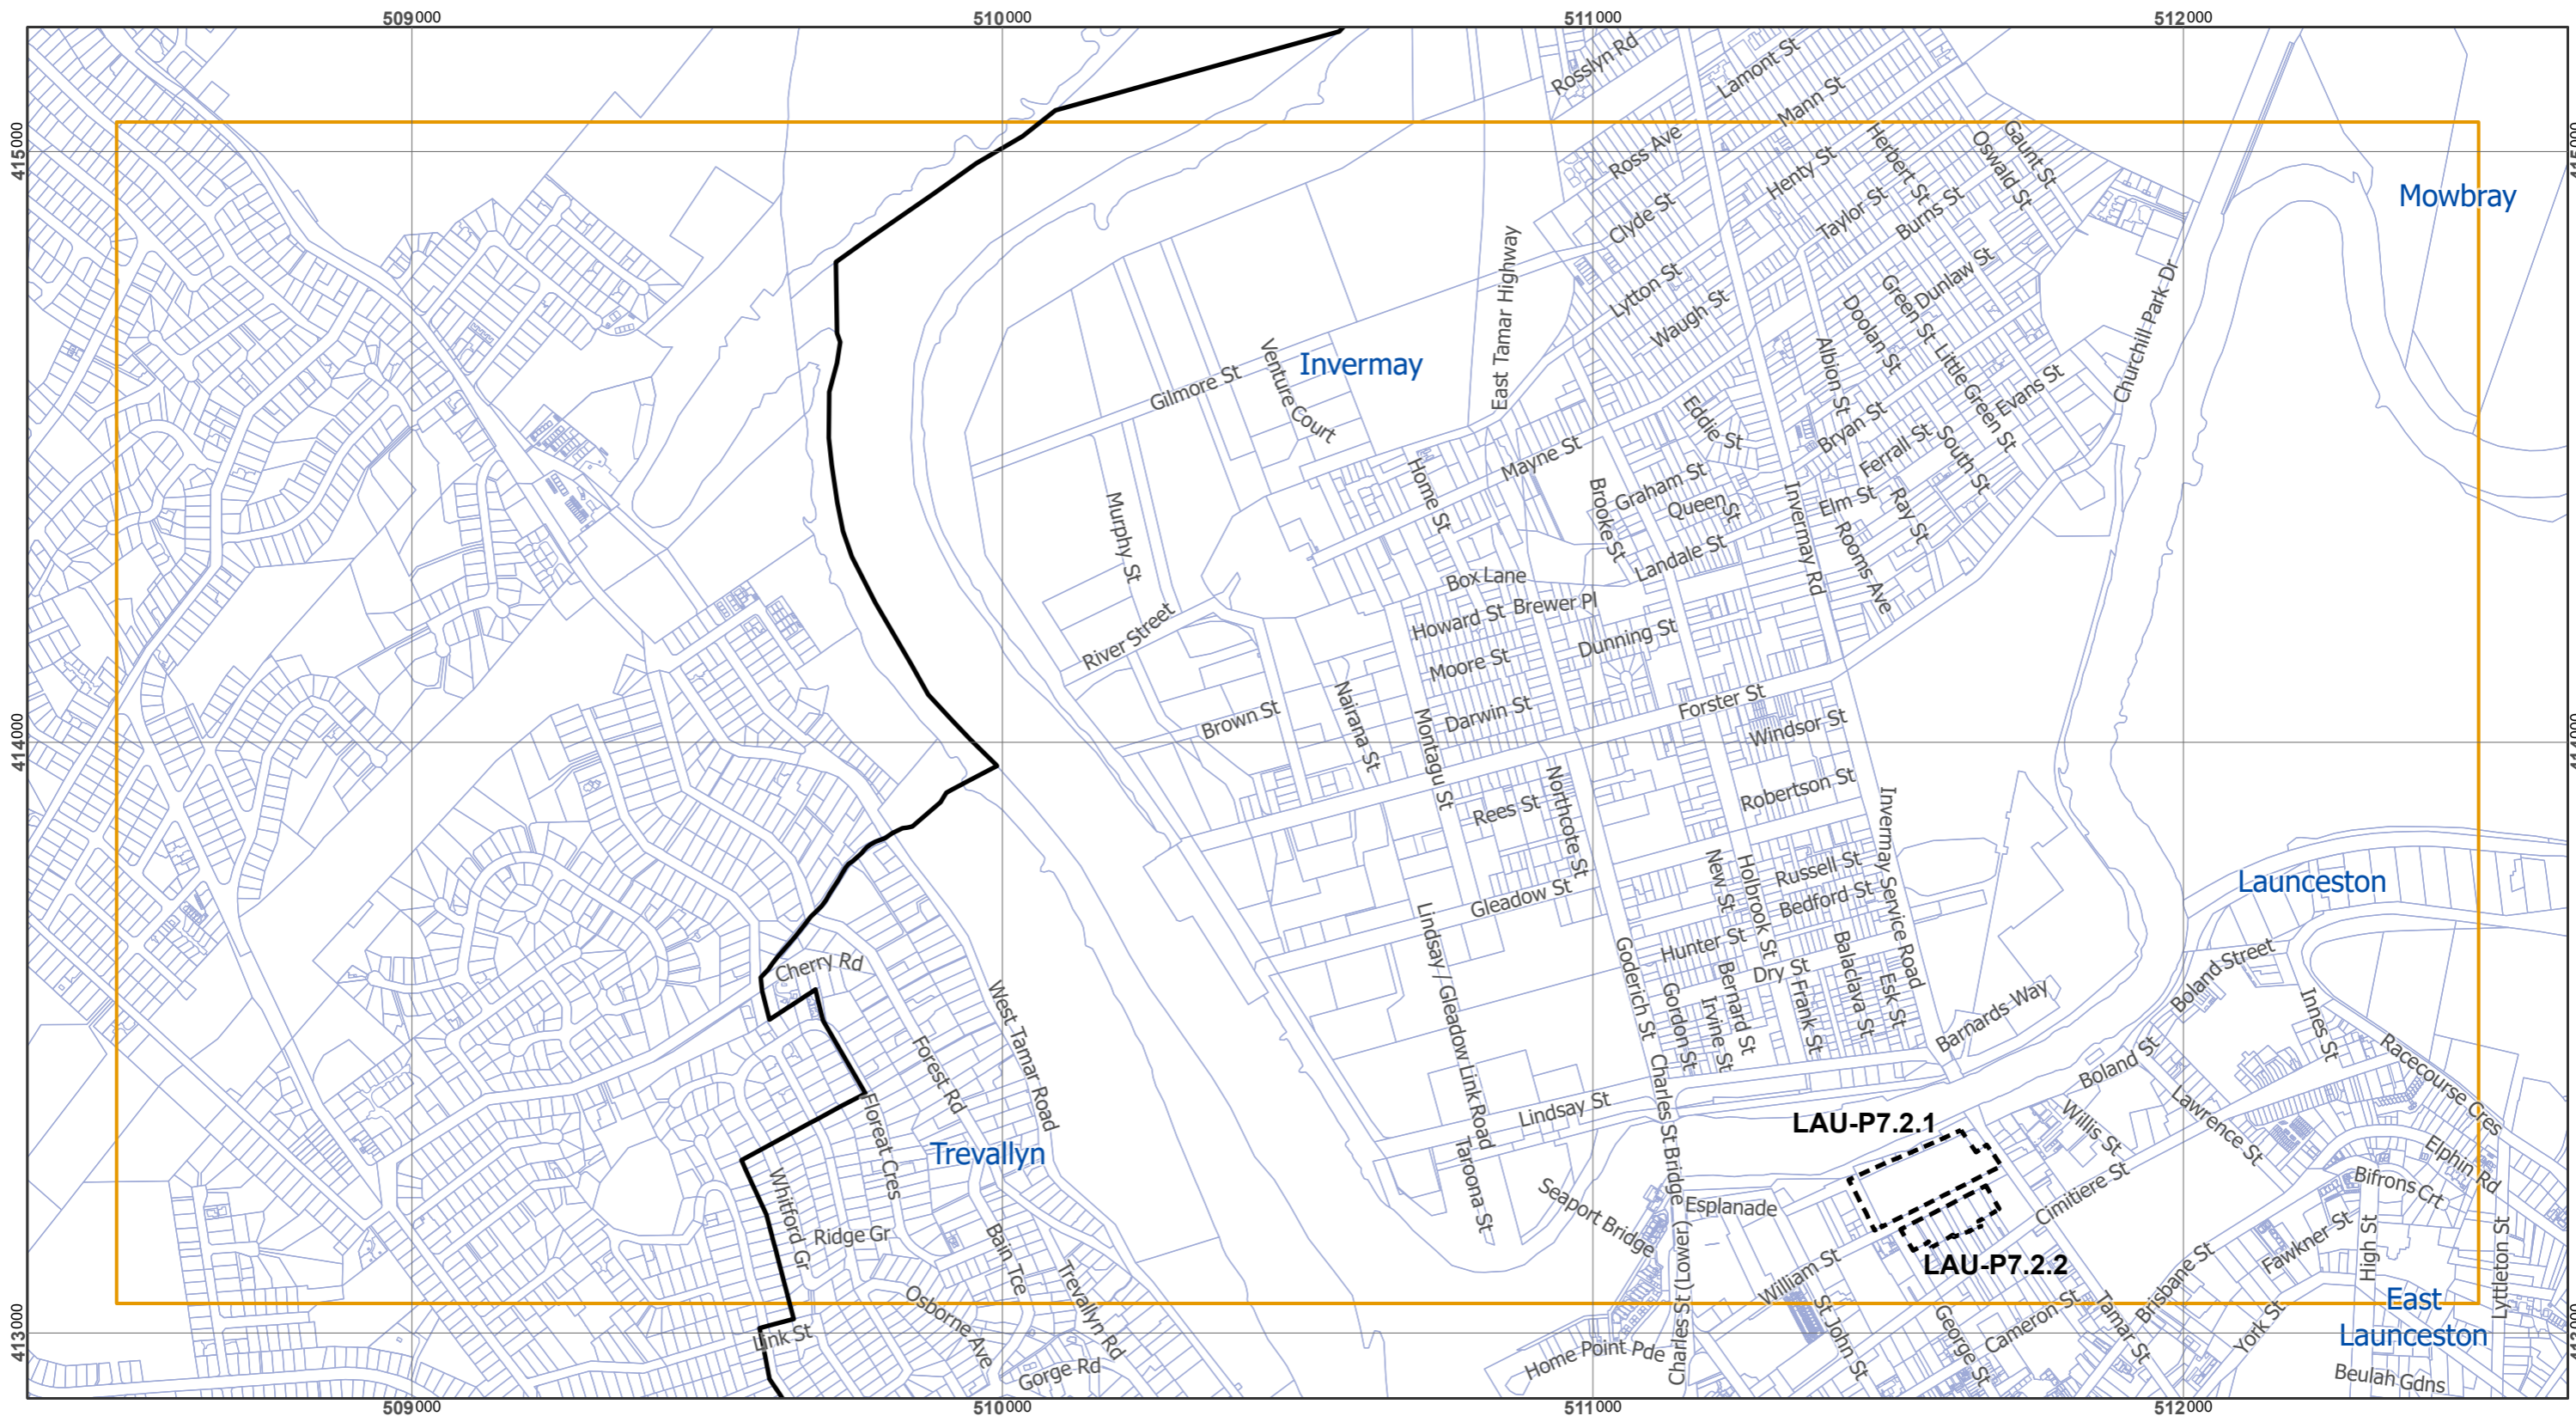 509000
510000
511000
512000
415000
415000
Rosslyn Rd
Lamont St
Mann St
Ross Ave
Henty St
Herbert St
Oswald St
Gaunt St
Mowbray
Clyde St
Taylor St
Burns St
East Tamar Highway
Lytton St
Waugh St
Green St
Dunlaw St
Doolan St
Churchill Park Dr
Gilmore St
Venture Court
Invermay
Albion St
Little Green St
Evans St
Eddie St
Bryan St
Ferrall St
South St
Mayne St
Home St
Brooke St
Graham St
Queen St
Invermay Rd
Elm St
Ray St
Murphy St
Landale St
Rooms Ave
Box Lane
River Street
Howard St
Brewer Pl
Dunning St
Moore St
Nairana St
Brown St
Montagu St
Darwin St
Forster St
Windsor St
414000
414000
Rees St
Northcote St
Robertson St
Invermay Service Road
New St
Holbrook St
Russell St
Bedford St
Launceston
Gleadow St
Lindsay / Gleadow Link Road
Goderich St
Hunter St
Dry St
Balaclava St
Esk St
Boland Street
Cherry Rd
West Tamar Road
Gordon St
Irvine St
Bernard St
Frank St
Barnards Way
Innes St
Forest Rd
Floreat Cres
Charles St Bridge
Boland St
Racecourse Cres
Lindsay St
LAU-P7.2.1
Willis St
Lawrence St
Trevallyn
Taroona St
Elphin Rd
Whitford Gr
Seaport Bridge
Esplanade
Cimitiere St
Bifrons Crt
Ridge Gr
Bain Tce
Charles St (Lower)
William St
LAU-P7.2.2
Brisbane St
Fawkner St
High St
Lyttleton St
Trevallyn Rd
Osborne Ave
St John St
George St
Cameron St
Tamar St
York St
East
Launceston
413000
413000
Link St
Gorge Rd
Home Point Pde
Beulah Gdns
509000
510000
511000
512000